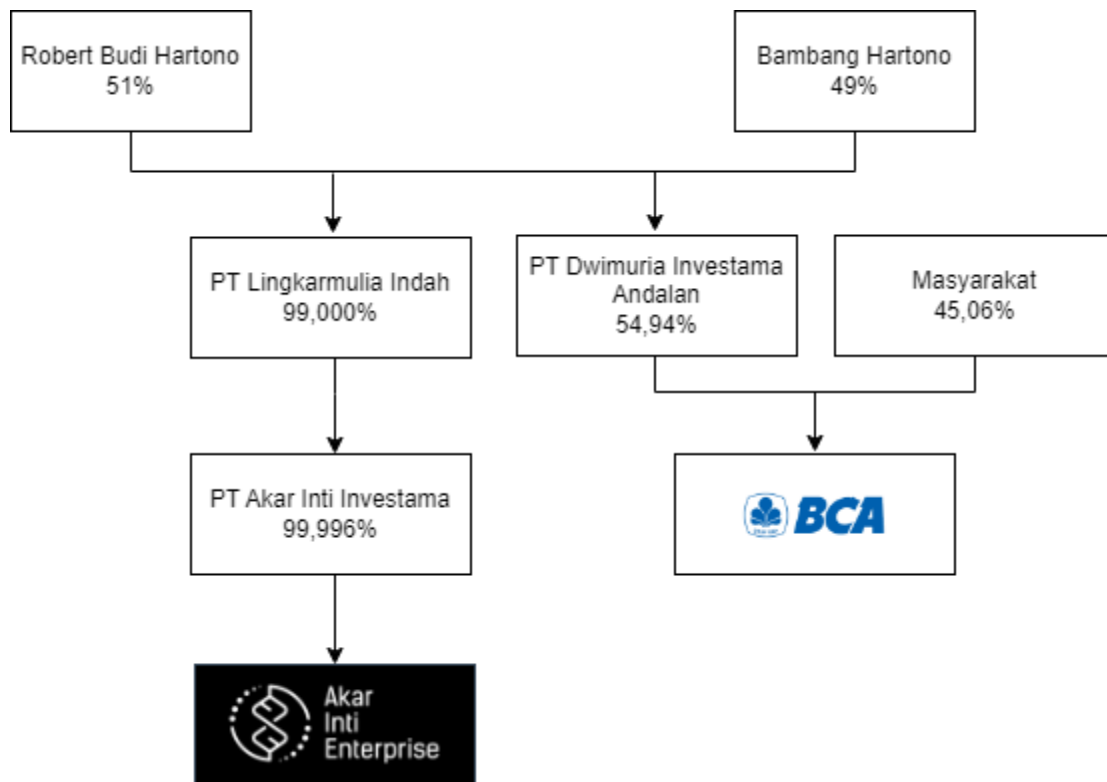 Robert Budi Hartono
51%
Bambang Hartono
49%
PT Lingkarmulia Indah
99,000%
PT Dwimuria Investama
Andalan
54,94%
Masyarakat
45,06%
PT Akar Inti Investama
99,996%
BCA
Akar
Inti
Enterprise